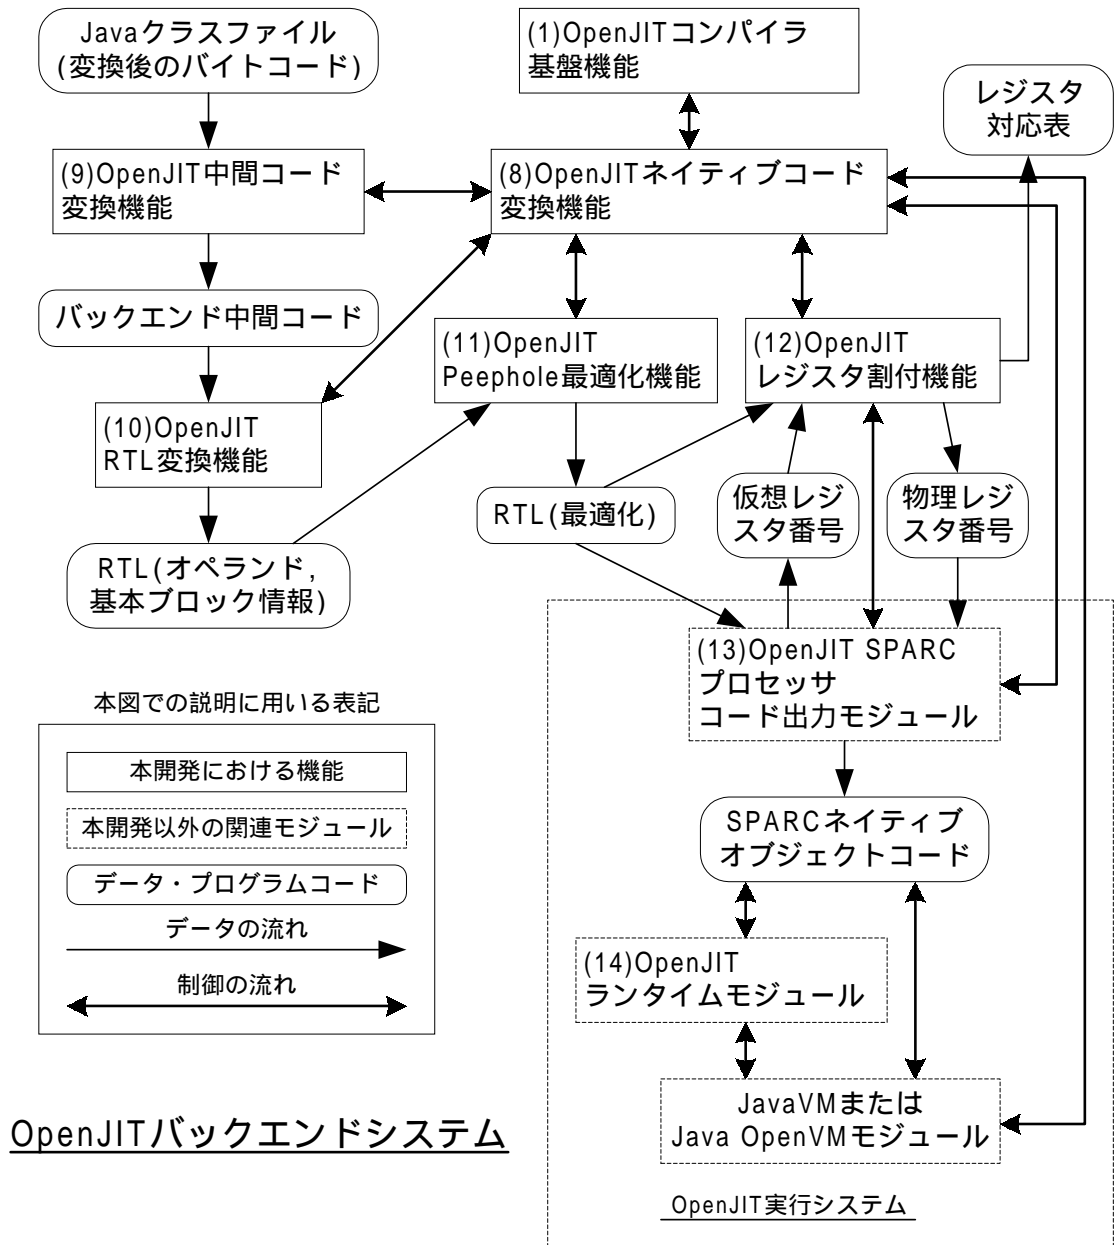 Javaクラスファイル
(変換後のバイトコード)
(1)OpenJITコンパイラ
基盤機能
レジスタ
対応表
(9)OpenJIT中間コード
変換機能
(8)OpenJITネイティブコード
変換機能
バックエンド中間コード
(11)OpenJIT
Peephole最適化機能
(12)OpenJIT
レジスタ割付機能
(10)OpenJIT
RTL変換機能
RTL(最適化)
仮想レジ
スタ番号
物理レジ
スタ番号
RTL(オペランド,
基本ブロック情報)
(13)OpenJIT SPARC
プロセッサ
コード出力モジュール
本図での説明に用いる表記
本開発における機能
本開発以外の関連モジュール
データ・プログラムコード
データの流れ
制御の流れ
SPARCネイティブ
オブジェクトコード
(14)OpenJIT
ランタイムモジュール
JavaVMまたは
Java OpenVMモジュール
OpenJITバックエンドシステム
OpenJIT実行システム